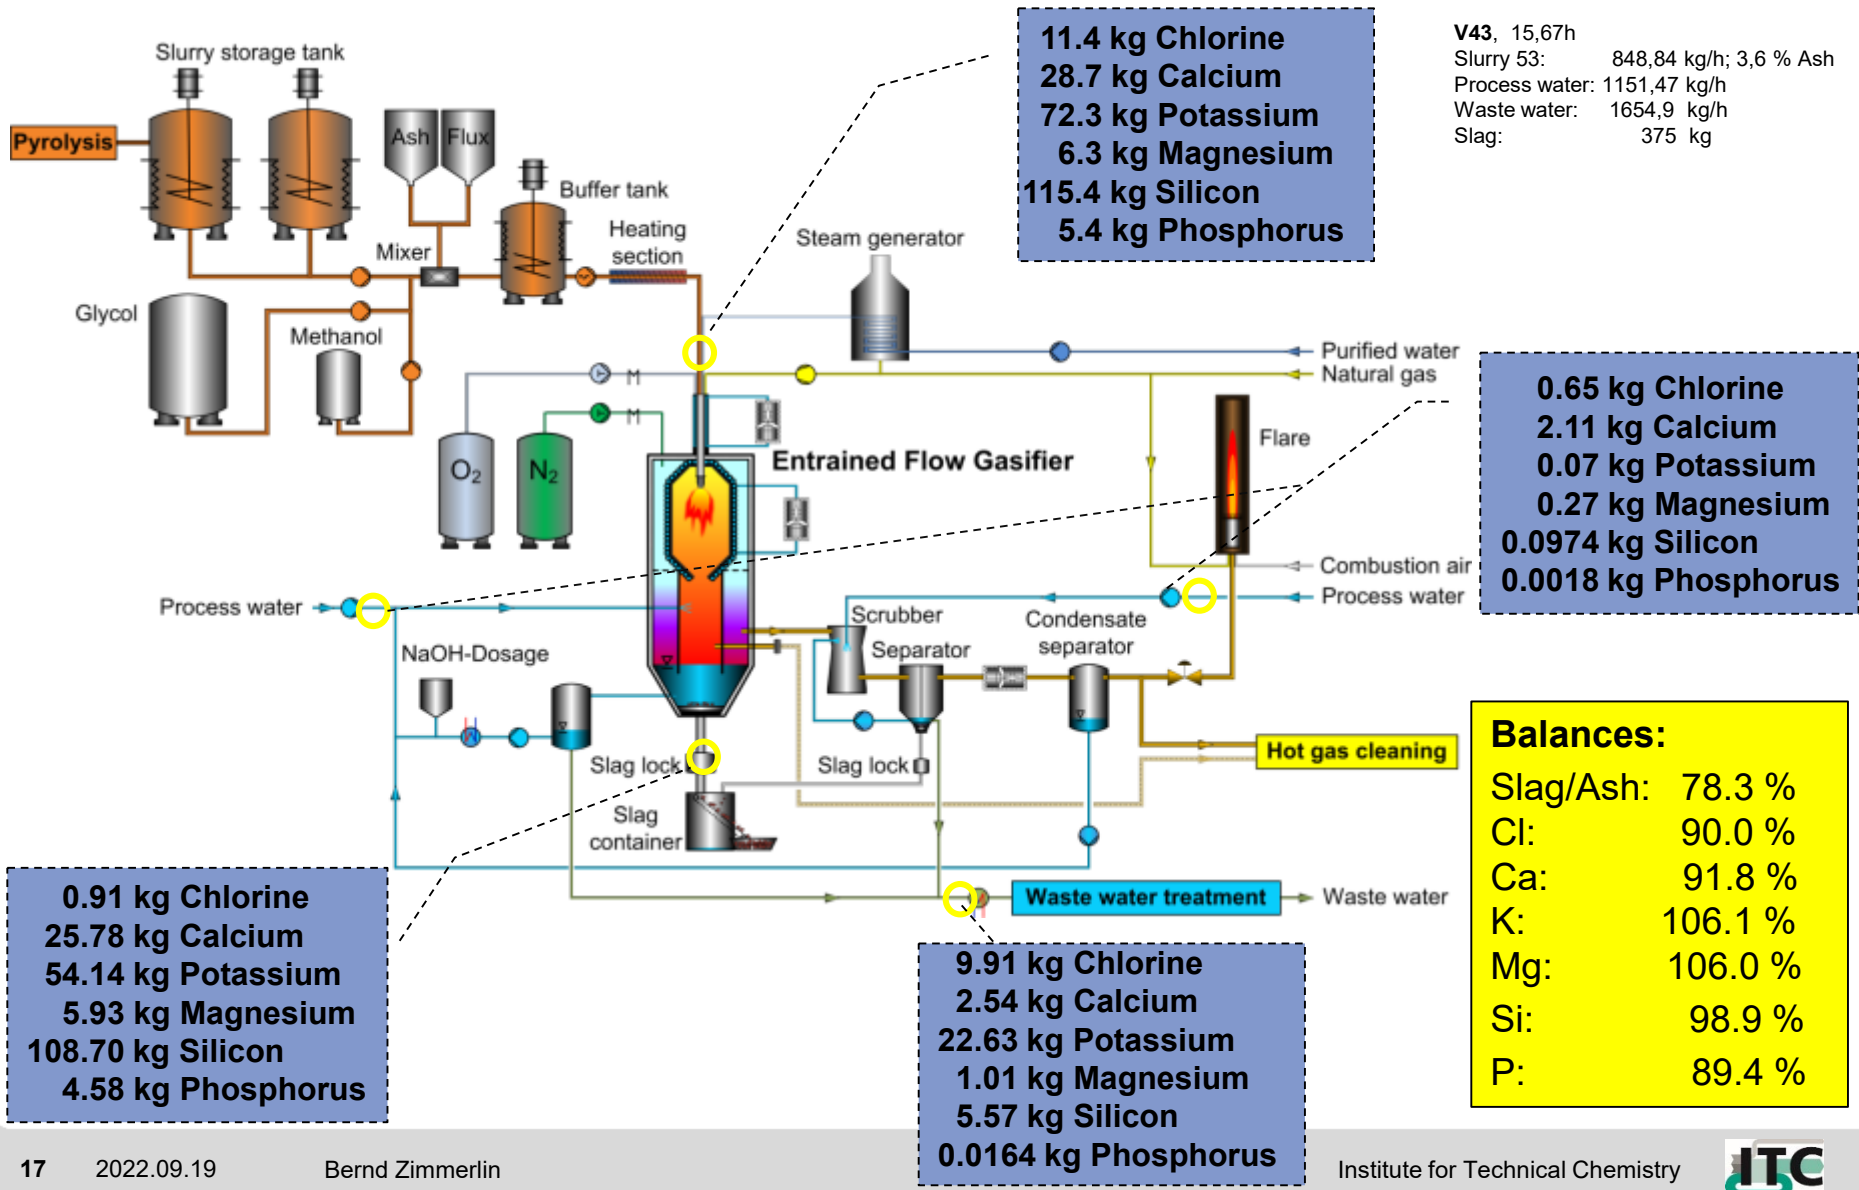 11.4 kg Chlorine
28.7 kg Calcium
72.3 kg Potassium
6.3 kg Magnesium
115.4 kg Silicon
5.4 kg Phosphorus
V43, 15,67h
Slurry 53: 848,84 kg/h; 3,6 % Ash
Process water: 1151,47 kg/h
Waste water: 1654,9 kg/h
Slag: 375 kg
Slurry storage tank
Pyrolysis
Ash
Flux
Buffer tank
Mixer
Heating
section
Steam generator
Glycol
Methanol
Purified water
Natural gas
O2
N2
M
M
Entrained Flow Gasifier
Flare
0.65 kg Chlorine
2.11 kg Calcium
0.07 kg Potassium
0.27 kg Magnesium
0.0974 kg Silicon
0.0018 kg Phosphorus
Combustion air
Process water
Process water
Scrubber
Condensate
separator
Separator
NaOH-Dosage
Slag lock
Slag lock
Hot gas cleaning
Slag
container
Waste water treatment
Waste water
Balances:
Slag/Ash: 78.3 %
Cl: 90.0 %
Ca: 91.8 %
K: 106.1 %
Mg: 106.0 %
Si: 98.9 %
P: 89.4 %
0.91 kg Chlorine
25.78 kg Calcium
54.14 kg Potassium
5.93 kg Magnesium
108.70 kg Silicon
4.58 kg Phosphorus
9.91 kg Chlorine
2.54 kg Calcium
22.63 kg Potassium
1.01 kg Magnesium
5.57 kg Silicon
0.0164 kg Phosphorus
17 2022.09.19 Bernd Zimmerlin Institute for Technical Chemistry
ITC